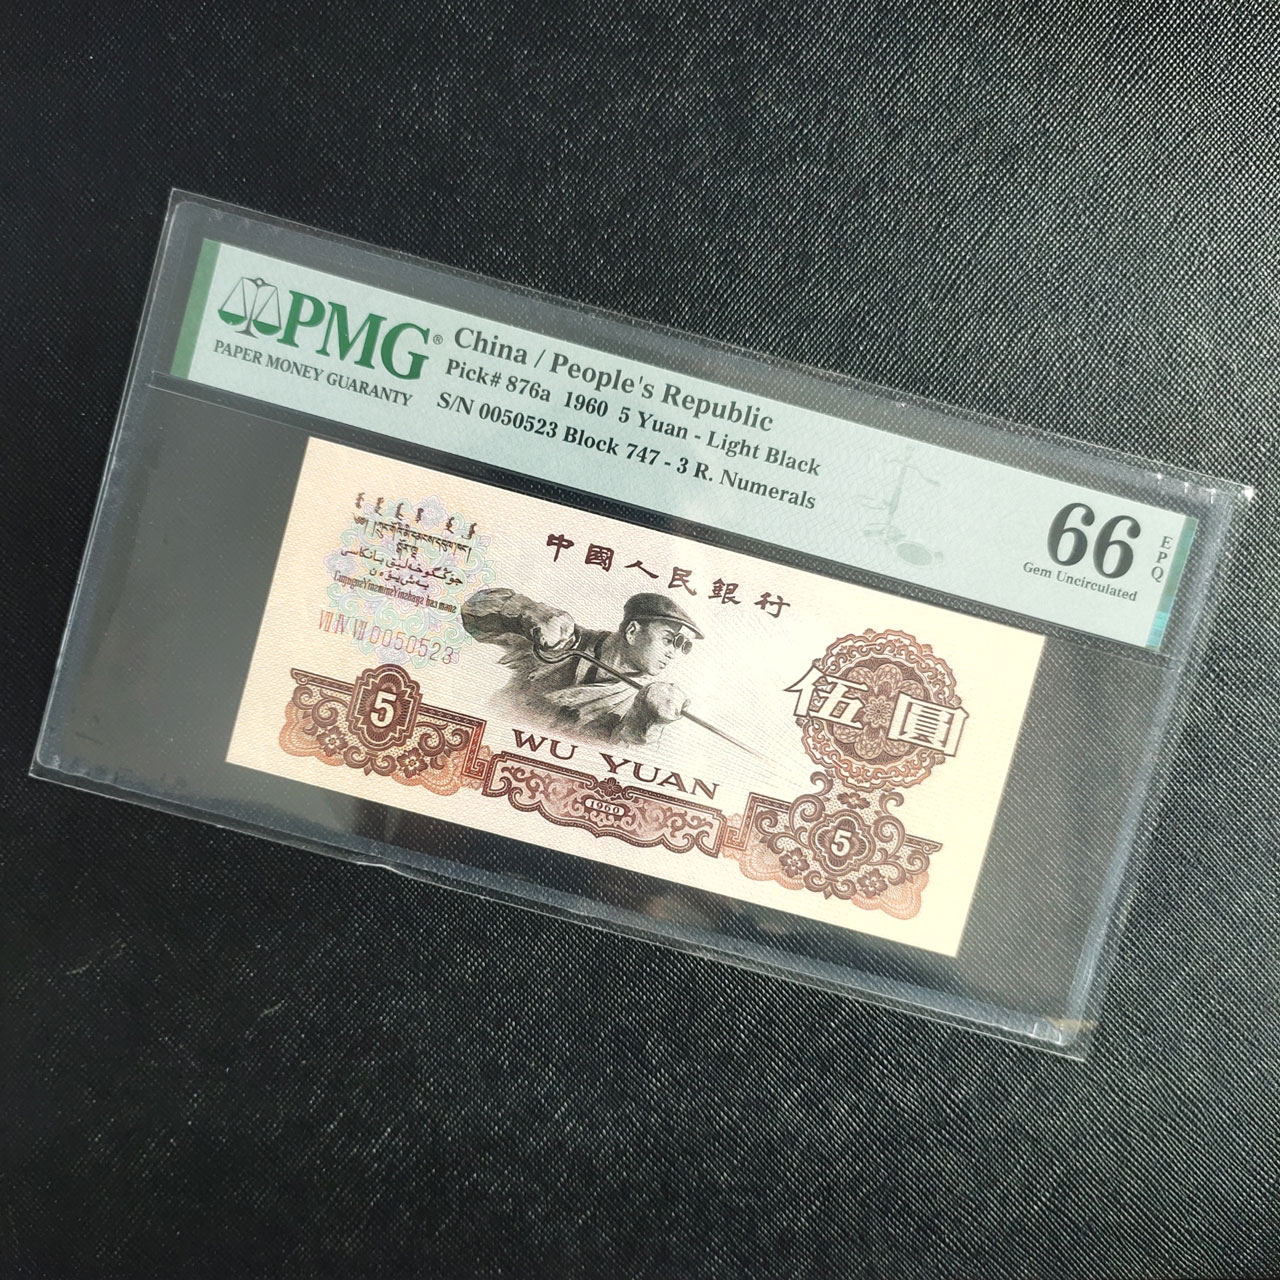 PMG®
PAPER MONEY GUARANTY
China / People's Republic
Pick# 876a 1960 5 Yuan - Light Black
S/N 0050523 Block 747 - 3 R. Numerals
66
EPQ
Gem Uncirculated
中國人民銀行
VII IV VII 0050523
5
伍圓
WU YUAN
1960
5